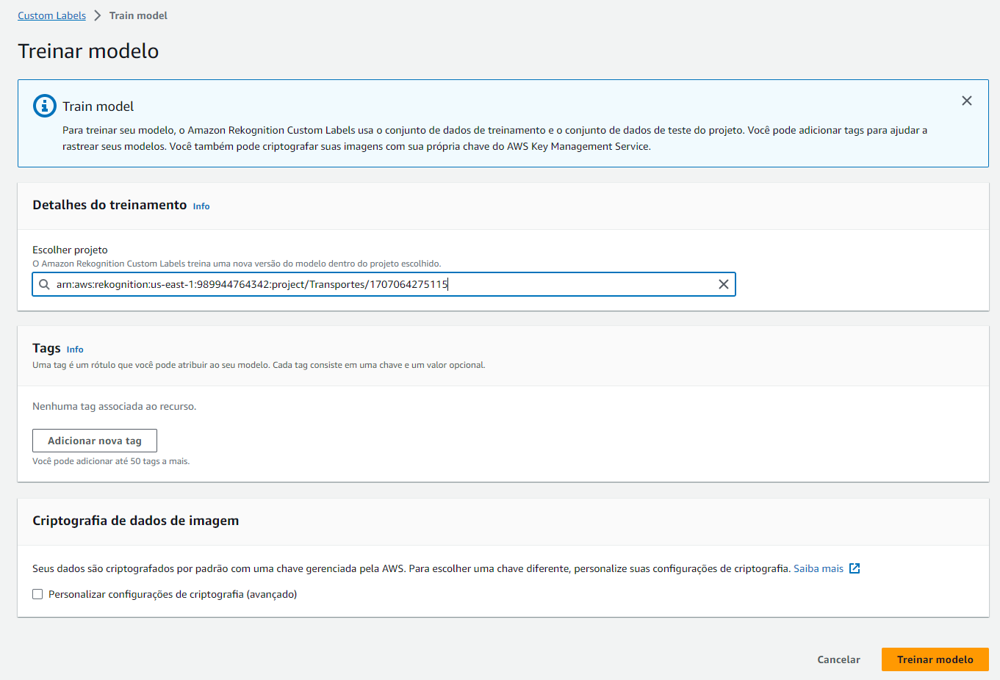 Custom Labels > Train model
Treinar modelo
Train model
Para treinar seu modelo, o Amazon Rekognition Custom Labels usa o conjunto de dados de treinamento e o conjunto de dados de teste do projeto. Você pode adicionar tags para ajudar a
rastrear seus modelos. Você também pode criptografar suas imagens com sua própria chave do AWS Key Management Service.
Detalhes do treinamento Info
Escolher projeto
O Amazon Rekognition Custom Labels treina uma nova versão do modelo dentro do projeto escolhido.
arn:aws:rekognition:us-east-1:989944764342:project/Transportes/1707064275115
Tags Info
Uma tag é um rótulo que você pode atribuir ao seu modelo. Cada tag consiste em uma chave e um valor opcional.
Nenhuma tag associada ao recurso.
Adicionar nova tag
Você pode adicionar até 50 tags a mais.
Criptografia de dados de imagem
Seus dados são criptografados por padrão com uma chave gerenciada pela AWS. Para escolher uma chave diferente, personalize suas configurações de criptografia. Saiba mais
Personalizar configurações de criptografia (avançado)
Cancelar Treinar modelo